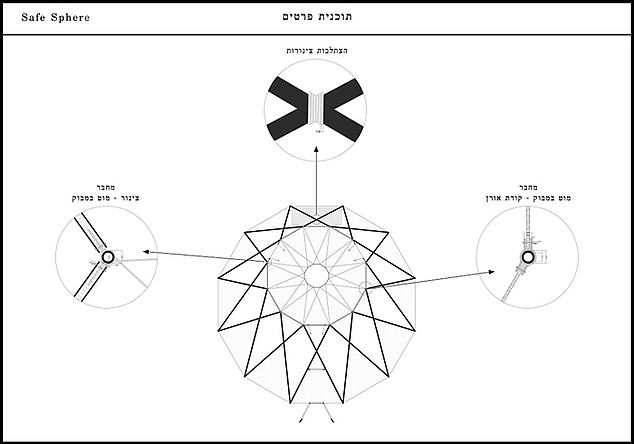 Safe Sphere
תוכנית פרטים
הצתלבות צינורות
מחבר
צינור - מוט במבוק
מחבר
מוט במבוק - קורת אורן